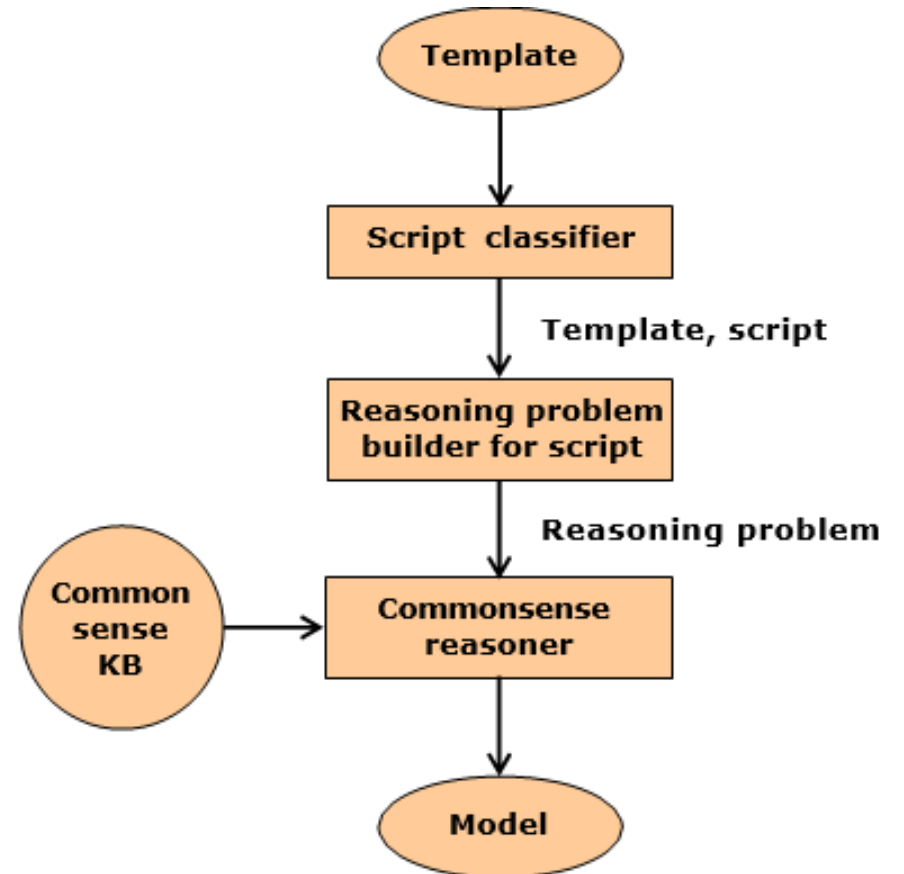 Template
Script classifier
Template, script
Reasoning problem
builder for script
Reasoning problem
Common
sense
KB
Commonsense
reasoner
Model